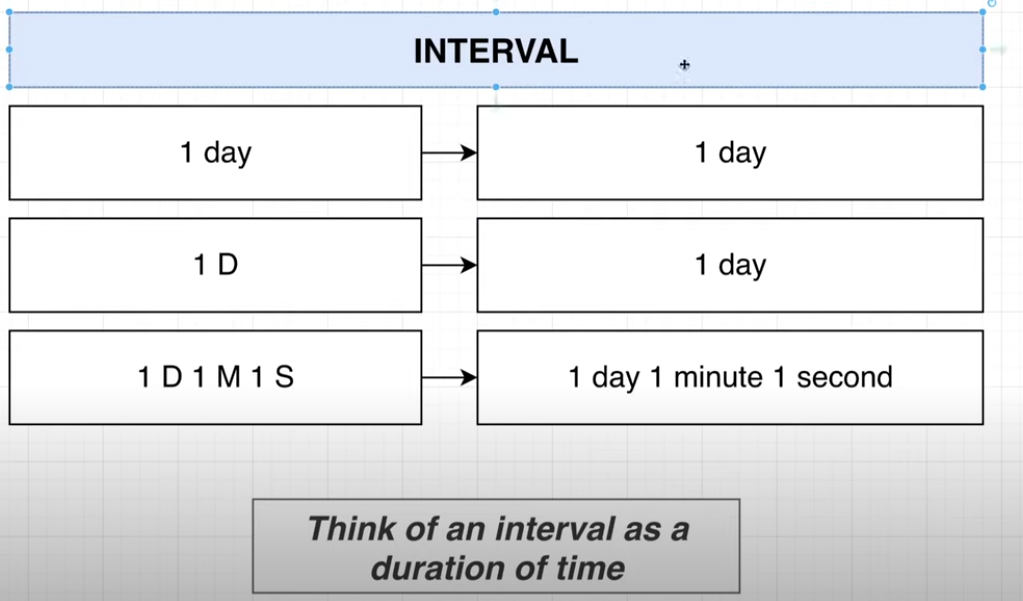 INTERVAL
1 day
1 day
1 D
1 day
1 D 1 M 1 S
1 day 1 minute 1 second
Think of an interval as a
duration of time